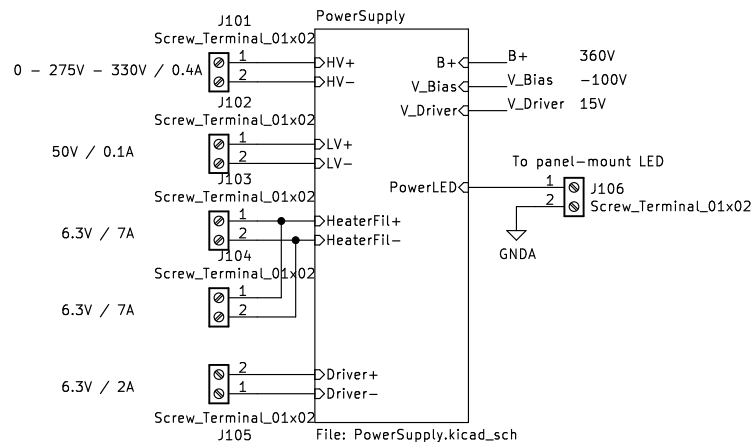 PowerSupply
J101
Screw_Terminal_01x02
0 - 275V - 330V / 0.4A
1
2
HV+
HV-
B+
B+
360V
V_Bias
V_Bias
-100V
V_Driver
V_Driver
15V
J102
Screw_Terminal_01x02
50V / 0.1A
1
2
LV+
LV-
J103
Screw_Terminal_01x02
To panel-mount LED
PowerLED
1
2
J106
Screw_Terminal_01x02
GNDA
6.3V / 7A
1
2
HeaterFil+
HeaterFil-
J104
Screw_Terminal_01x02
6.3V / 7A
1
2
6.3V / 2A
2
1
Driver+
Driver-
Screw_Terminal_01x02
J105
File: PowerSupply.kicad_sch